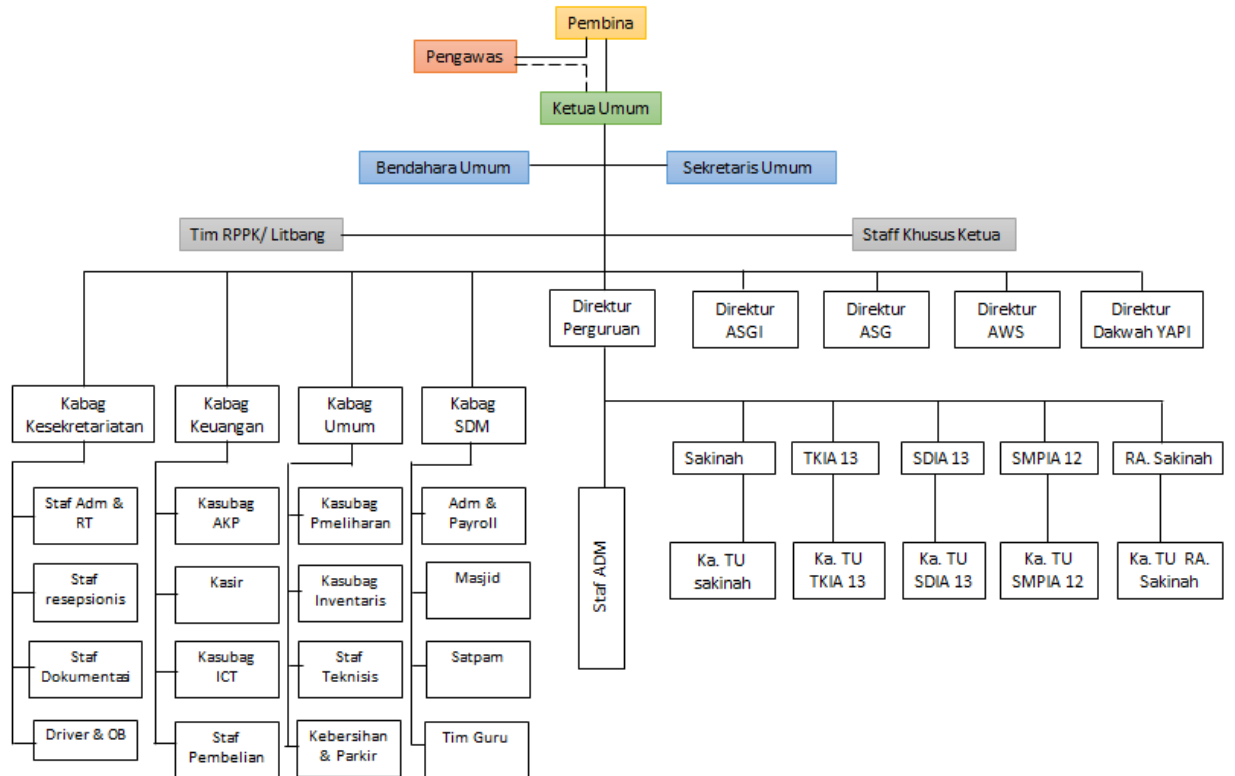 Pembina
Pengawas
Ketua Umum
Bendahara Umum
Sekretaris Umum
Tim RPPK/ Litbang
Staff Khusus Ketua
Direktur
Perguruan
Direktur
ASGI
Direktur
ASG
Direktur
AWS
Direktur
Dakwah YAPI
Kabag
Kesekretariatan
Kabag
Keuangan
Kabag
Umum
Kabag
SDM
Sakinah
TKIA 13
SDIA 13
SMPIA 12
RA. Sakinah
Staf Adm &
RT
Kasubag
AKP
Kasubag
Pmeliharan
Adm &
Payroll
Staf ADM
Ka. TU
sakinah
Ka. TU
TKIA 13
Ka. TU
SDIA 13
Ka. TU
SMPIA 12
Ka. TU RA.
Sakinah
Staf
resepsionis
Kasir
Kasubag
Inventaris
Masjid
Staf
Dokumentasi
Kasubag
ICT
Staf
Teknisis
Satpam
Driver & OB
Staf
Pembelian
Kebersihan
& Parkir
Tim Guru